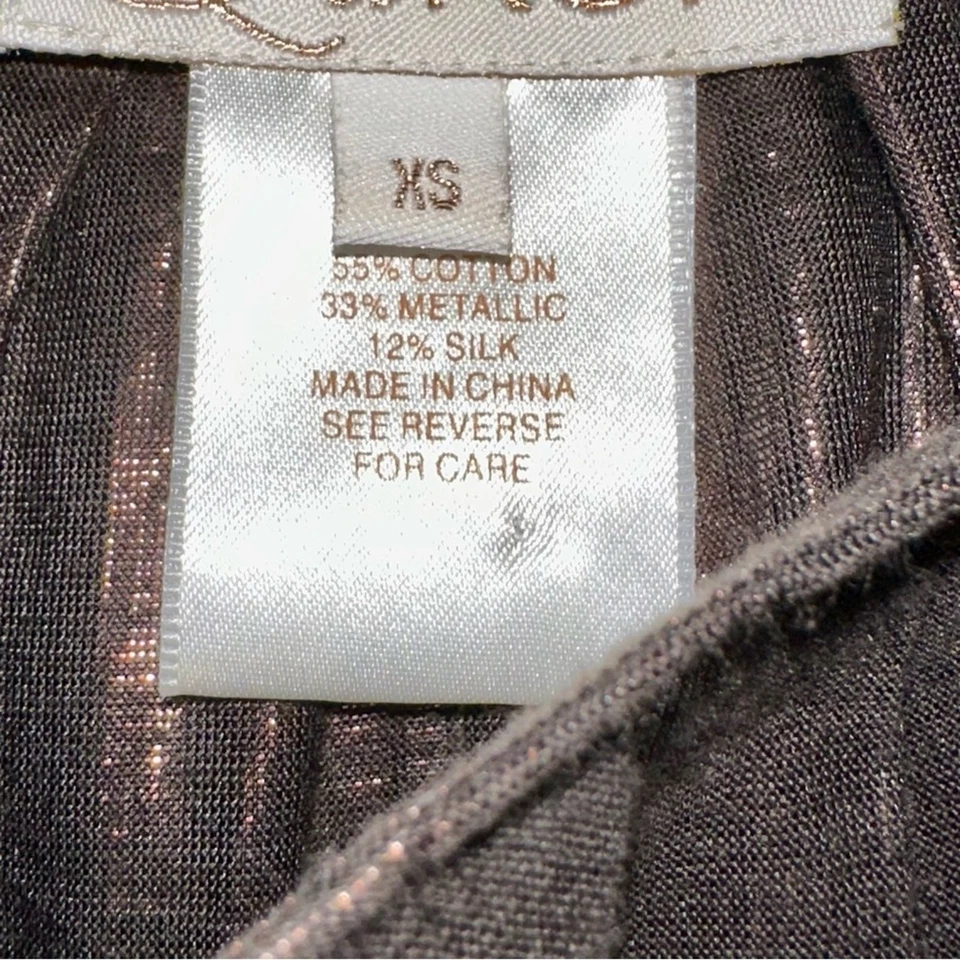 XS
55% COTTON
33% METALLIC
12% SILK
MADE IN CHINA
SEE REVERSE
FOR CARE